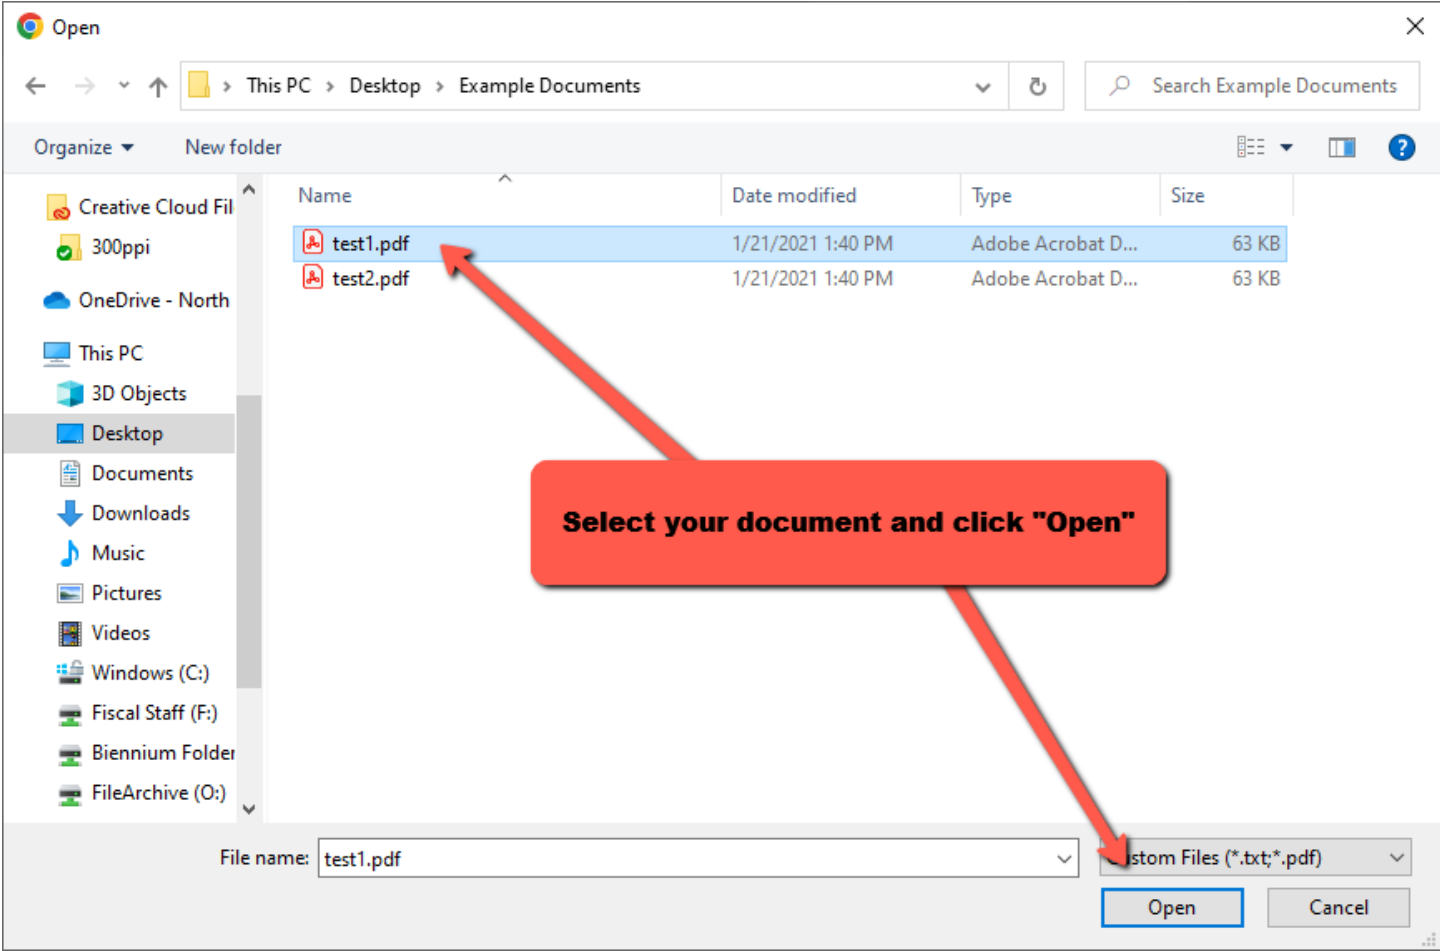 Open
This PC > Desktop > Example Documents
Search Example Documents
Organize
New folder
?
Name Date modified Type Size
test1.pdf 1/21/2021 1:40 PM Adobe Acrobat D... 63 KB
test2.pdf 1/21/2021 1:40 PM Adobe Acrobat D... 63 KB
Creative Cloud Fil
300ppi
OneDrive - North
This PC
3D Objects
Desktop
Documents
Downloads
Music
Pictures
Videos
Windows (C:)
Fiscal Staff (F:)
Biennium Folder
FileArchive (O:)
Select your document and click "Open"
File name: test1.pdf
stom Files (*.txt;*.pdf)
Open Cancel